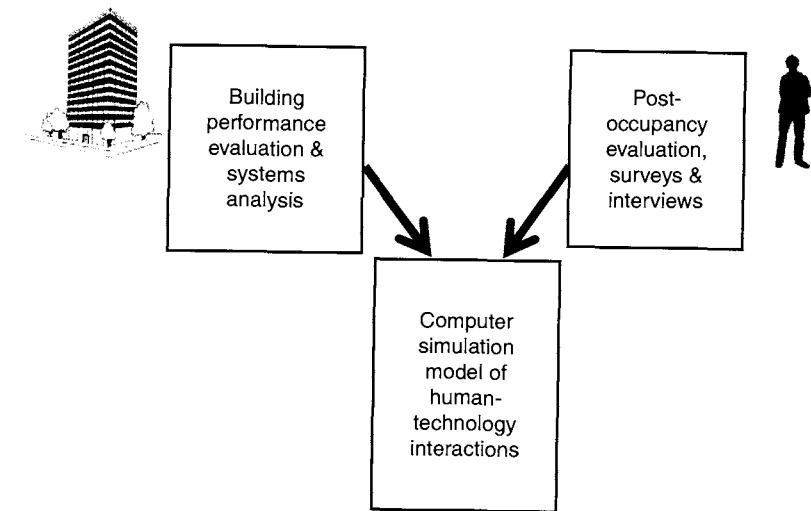 Building
performance
evaluation &
systems
analysis
Post-
occupancy
evaluation,
surveys &
interviews
Computer
simulation
model of
human-
technology
interactions